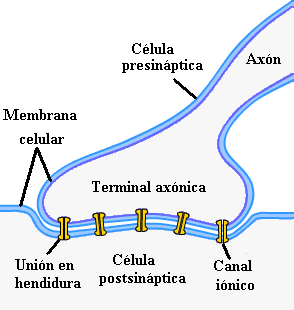 Célula
presináptica
Axón
Membrana
celular
Terminal axónica
Unión en
hendidura
Célula
postsináptica
Canal
iónico